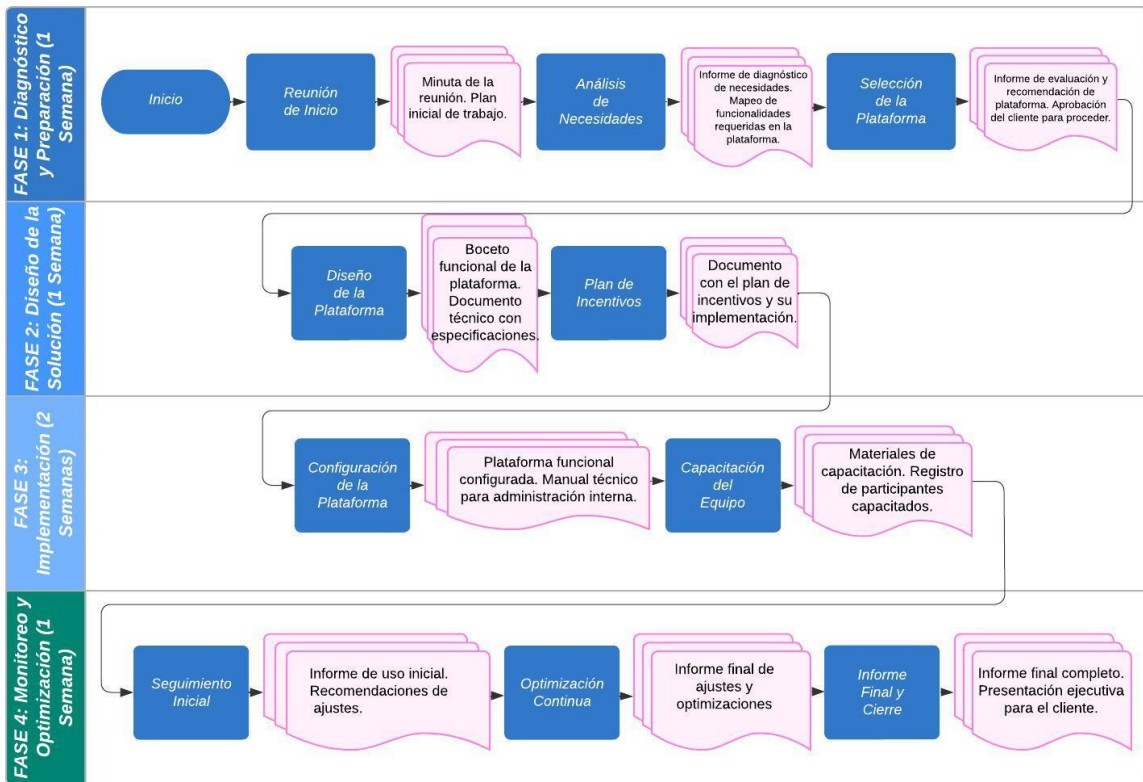 FASE 1: Diagnóstico
y Preparación (1
Semana)
Inicio
Reunión
de Inicio
Minuta de la
reunión. Plan
inicial de trabajo.
Análisis
de
Necesidades
Informe de diagnóstico
de necesidades.
Mapeo de
funcionalidades
requeridas en la
plataforma.
Selección
de la
Plataforma
Informe de evaluación y
recomendación de
plataforma. Aprobación
del cliente para proceder.
FASE 2: Diseño de la
Solución (1 Semana)
Diseño
de la
Plataforma
Boceto
funcional de la
plataforma.
Documento
técnico con
especificaciones.
Plan de
Incentivos
Documento
con el plan de
incentivos y su
implementación.
FASE 3:
Implementación (2
Semanas)
Configuración
de la
Plataforma
Plataforma funcional
configurada. Manual técnico
para administración interna.
Capacitación
del
Equipo
Materiales de
capacitación. Registro
de participantes
capacitados.
FASE 4: Monitoreo y
Optimización (1
Semana)
Seguimiento
Inicial
Informe de uso inicial.
Recomendaciones de
ajustes.
Optimización
Continua
Informe final de
ajustes y
optimizaciones
Informe
Final y
Cierre
Informe final completo.
Presentación ejecutiva
para el cliente.